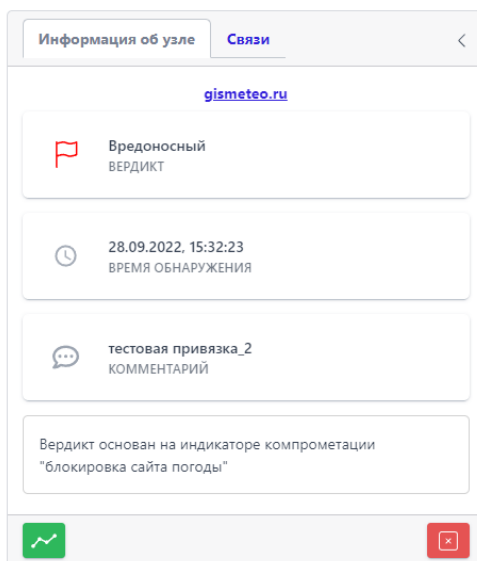 Информация об узле
Связи
gismeteo.ru
Вредоносный
ВЕРДИКТ
28.09.2022, 15:32:23
ВРЕМЯ ОБНАРУЖЕНИЯ
тестовая привязка_2
КОММЕНТАРИЙ
Вердикт основан на индикаторе компрометации
"блокировка сайта погоды"